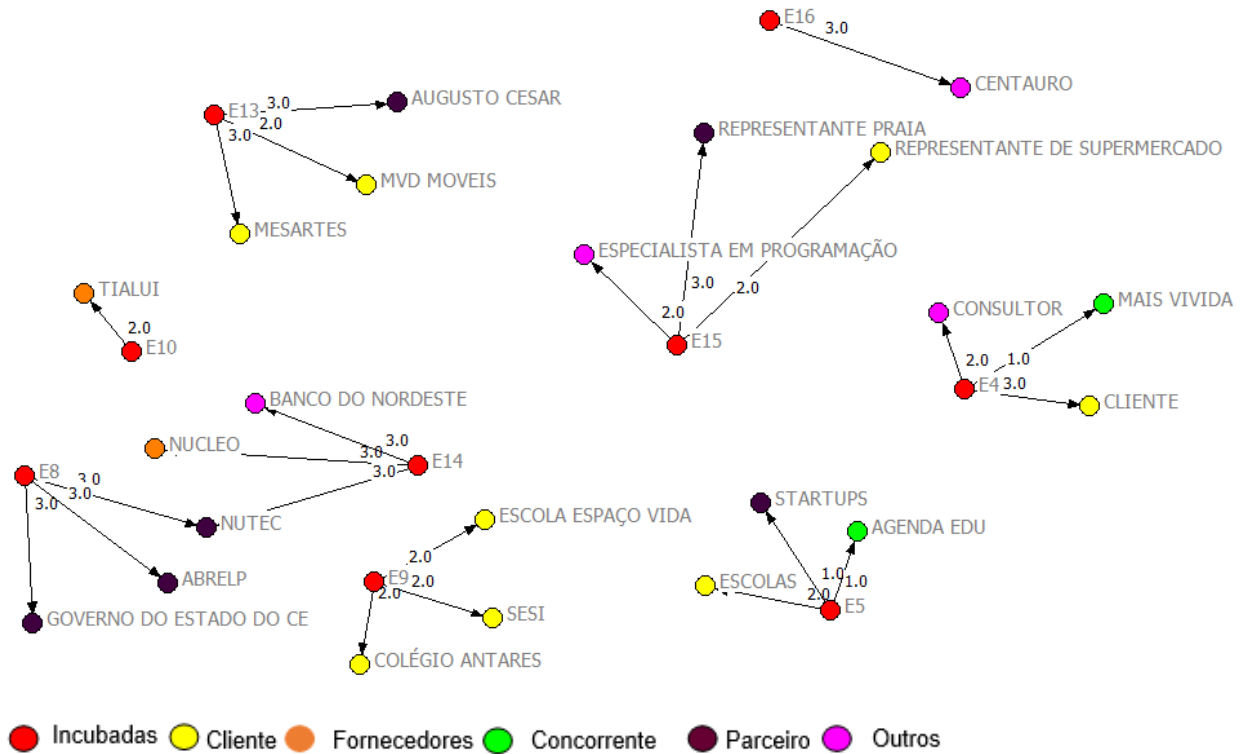 E16
3.0
CENTAURO
E13
3.0
AUGUSTO CESAR
2.0
3.0
MVD MOVEIS
MESARTES
REPRESENTANTE PRAIA
REPRESENTANTE DE SUPERMERCADO
ESPECIALISTA EM PROGRAMAÇÃO
3.0
2.0
2.0
E15
TIALUI
2.0
E10
CONSULTOR
MAIS VIVIDA
2.0
1.0
E4
3.0
CLIENTE
BANCO DO NORDESTE
3.0
NUCLEO
3.0
3.0
E14
E8
3.0
3.0
3.0
NUTEC
ABRELP
GOVERNO DO ESTADO DO CE
ESCOLA ESPAÇO VIDA
2.0
E9
2.0
2.0
SESI
COLÉGIO ANTARES
STARTUPS
AGENDA EDU
ESCOLAS
1.0
1.0
2.0
E5
Incubadas Cliente Fornecedores Concorrente Parceiro Outros